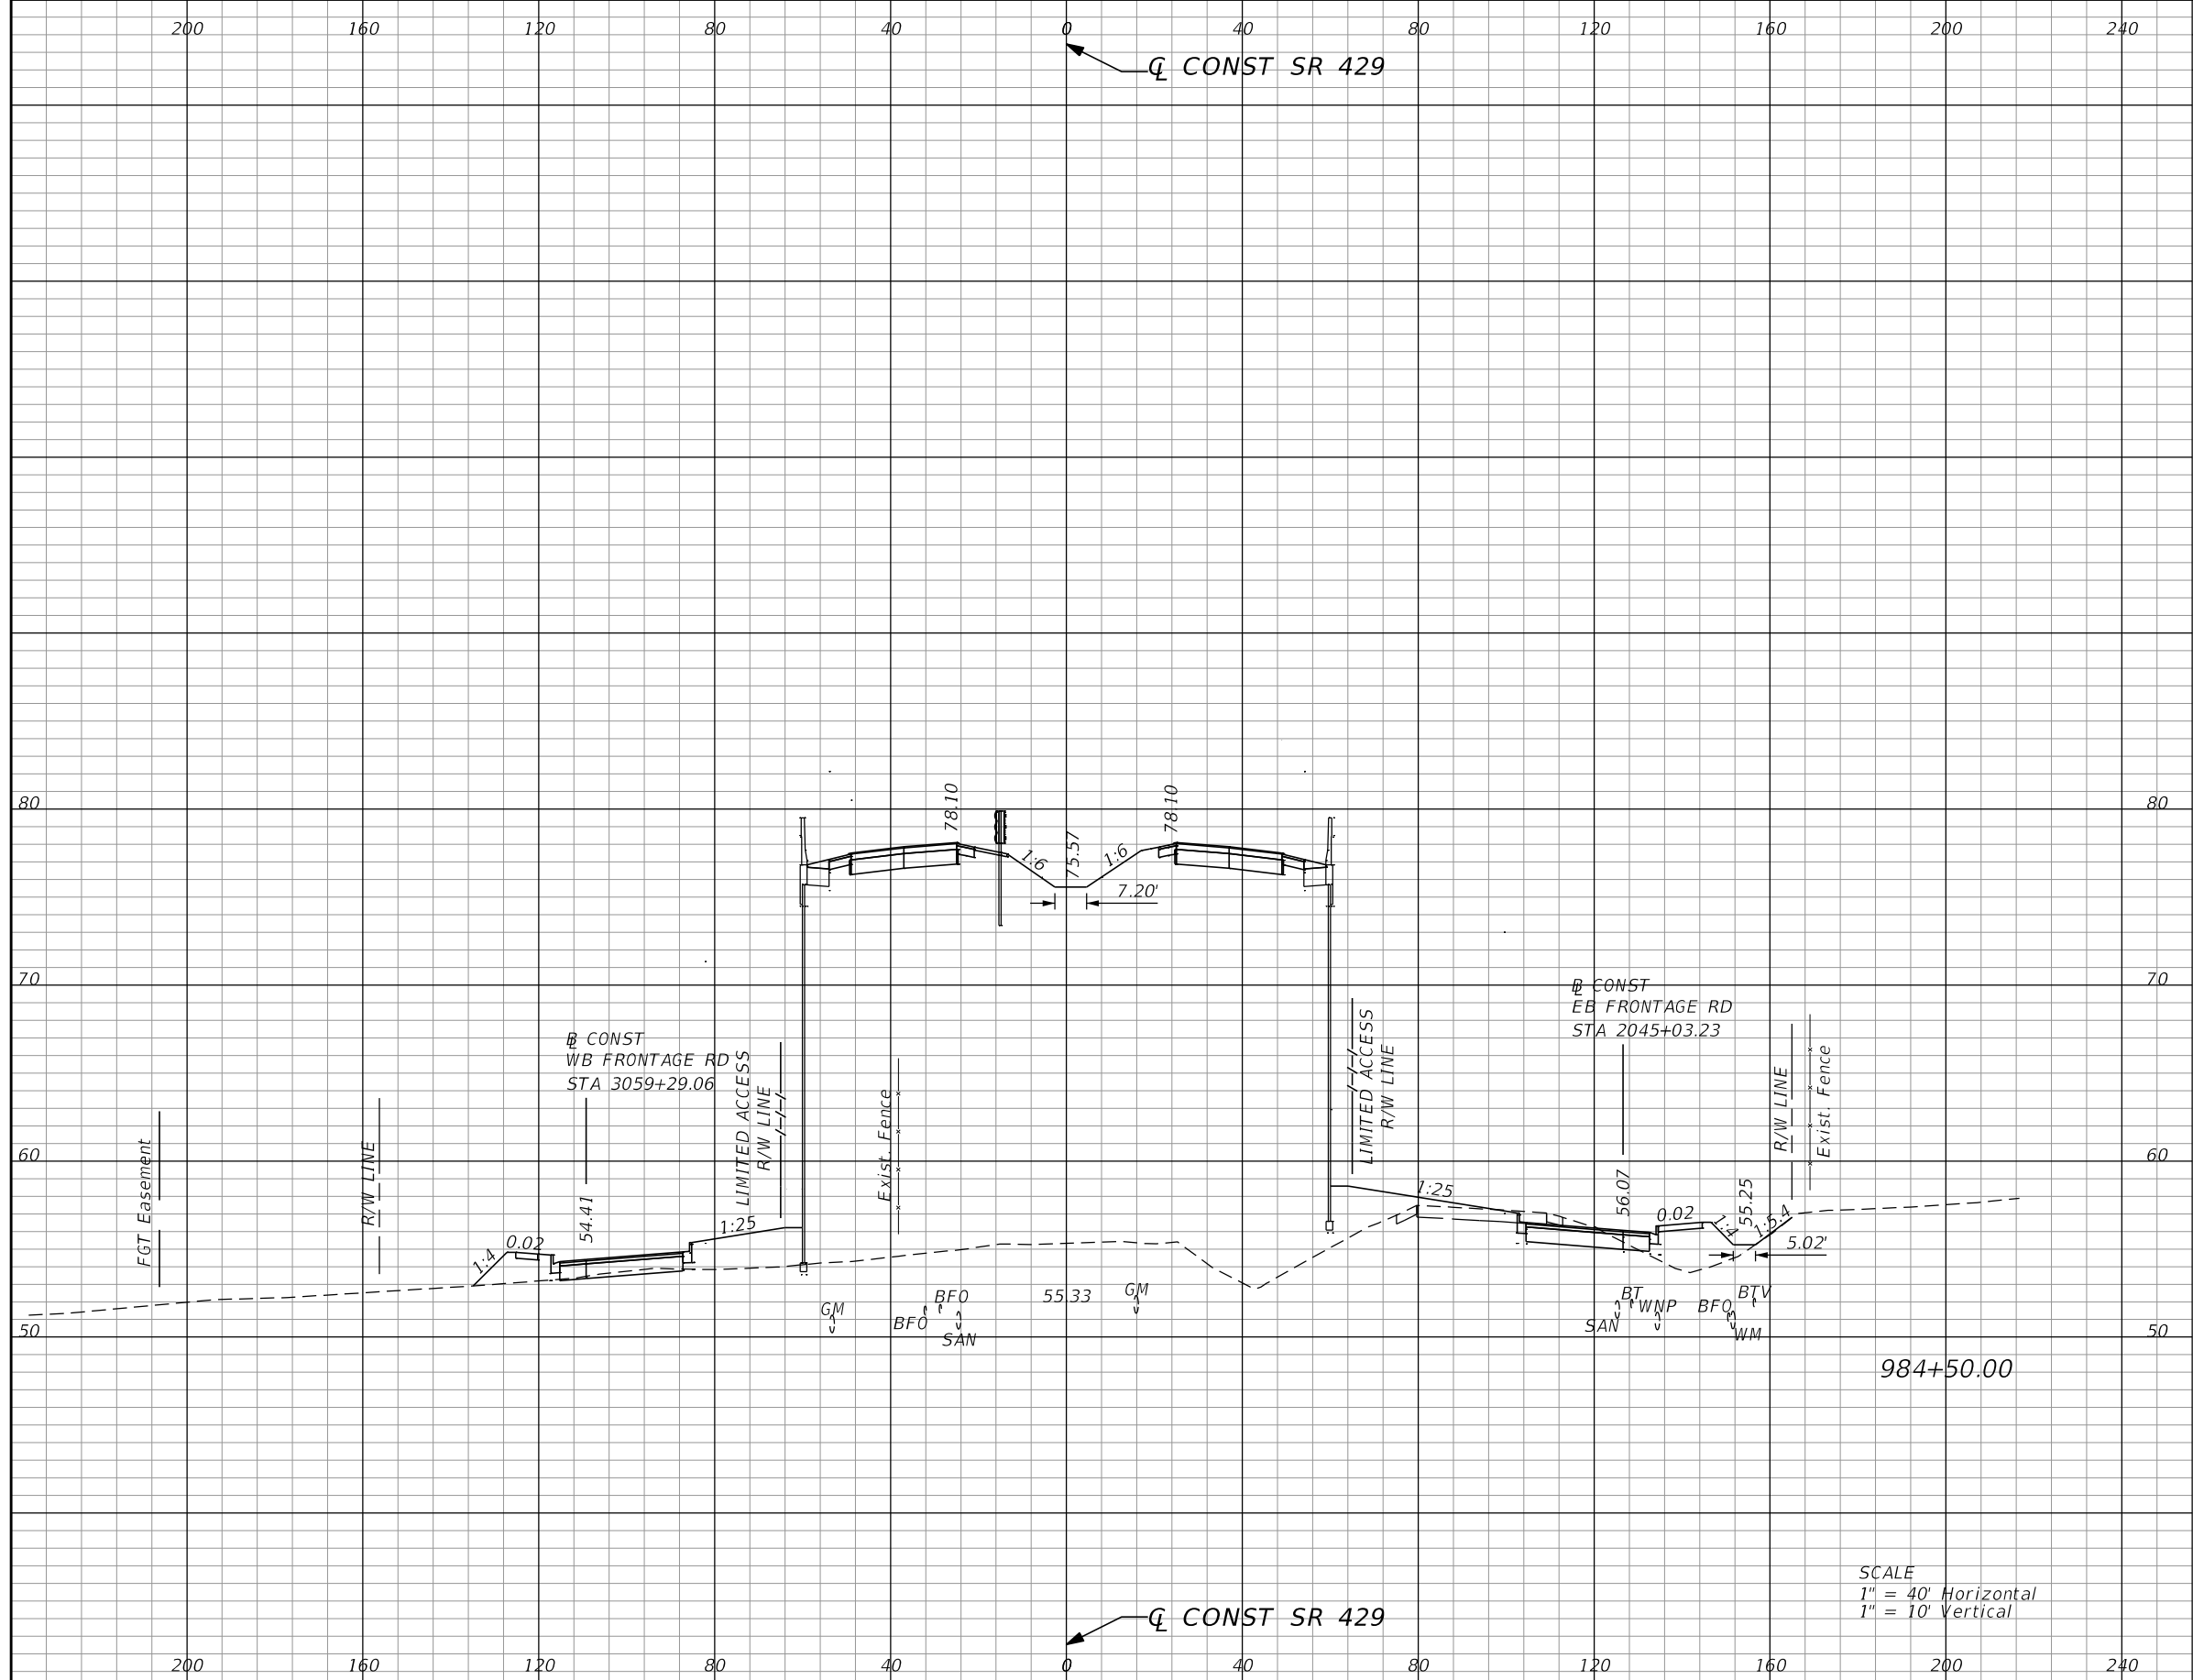 200 160 120 80 40 0 40 80 120 160 200 240
℄ CONST SR 429
80 80
78.10
78.10
75.57
1:6
1:6
7.20'
70 70
B̵L CONST
EB FRONTAGE RD
STA 2045+03.23
B̵L CONST
WB FRONTAGE RD
STA 3059+29.06
LIMITED ACCESS
R/W LINE
Exist. Fence
LIMITED ACCESS
R/W LINE
R/W LINE
Exist. Fence
60 60
FGT Easement
R/W LINE
54.41
56.07
55.25
1:4
0.02
1:25
1:25
0.02
1:4
1:5.4
5.02'
GM
BFO
BFO
SAN
55.33
GM
SAN
BT
WNP
BFO
BTV
WM
50 50
984+50.00
SCALE
1" = 40' Horizontal
1" = 10' Vertical
℄ CONST SR 429
200 160 120 80 40 0 40 80 120 160 200 240